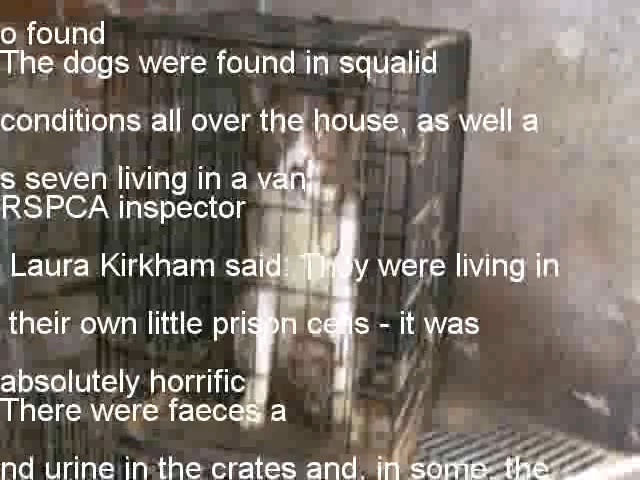 o found
The dogs were found in squalid
conditions all over the house, as well a
s seven living in a van
RSPCA inspector
Laura Kirkham said: They were living in
their own little prison cells - it was
absolutely horrific
There were faeces a
nd urine in the crates and, in some, the